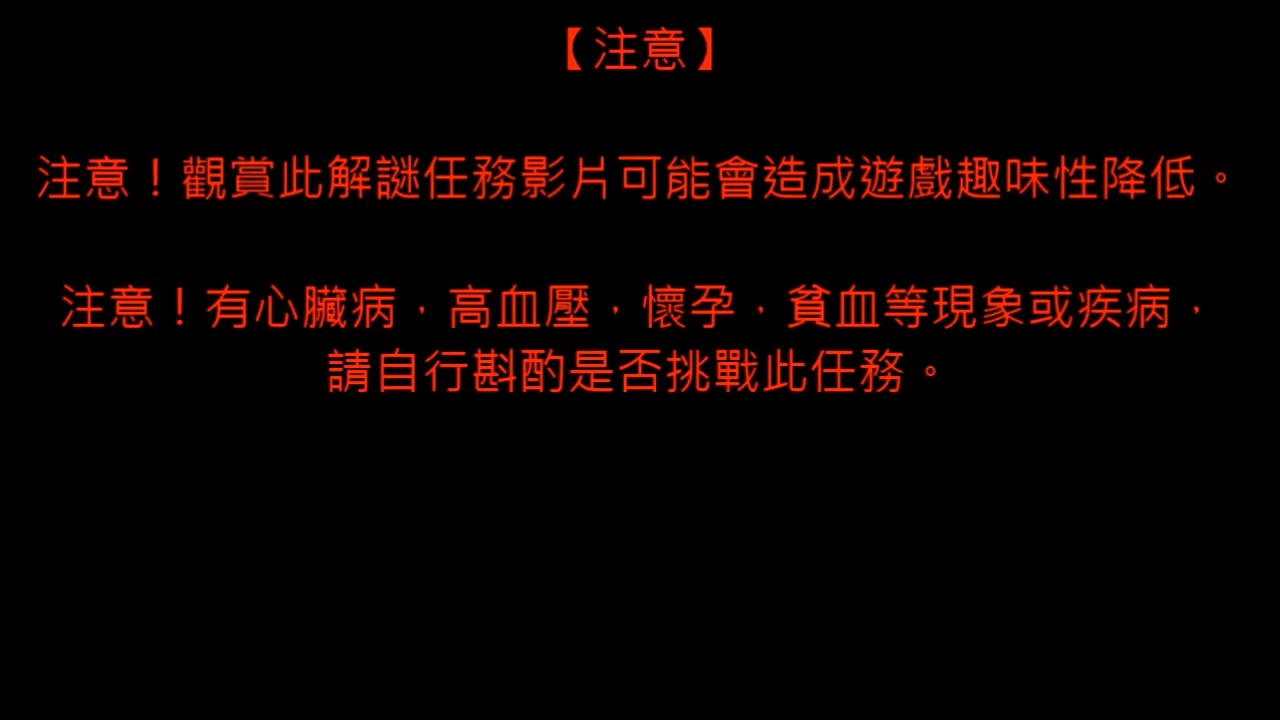 【注意】
注意！觀賞此解謎任務影片可能會造成遊戲趣味性降低。
注意！有心臟病，高血壓，懷孕，貧血等現象或疾病，
請自行斟酌是否挑戰此任務。